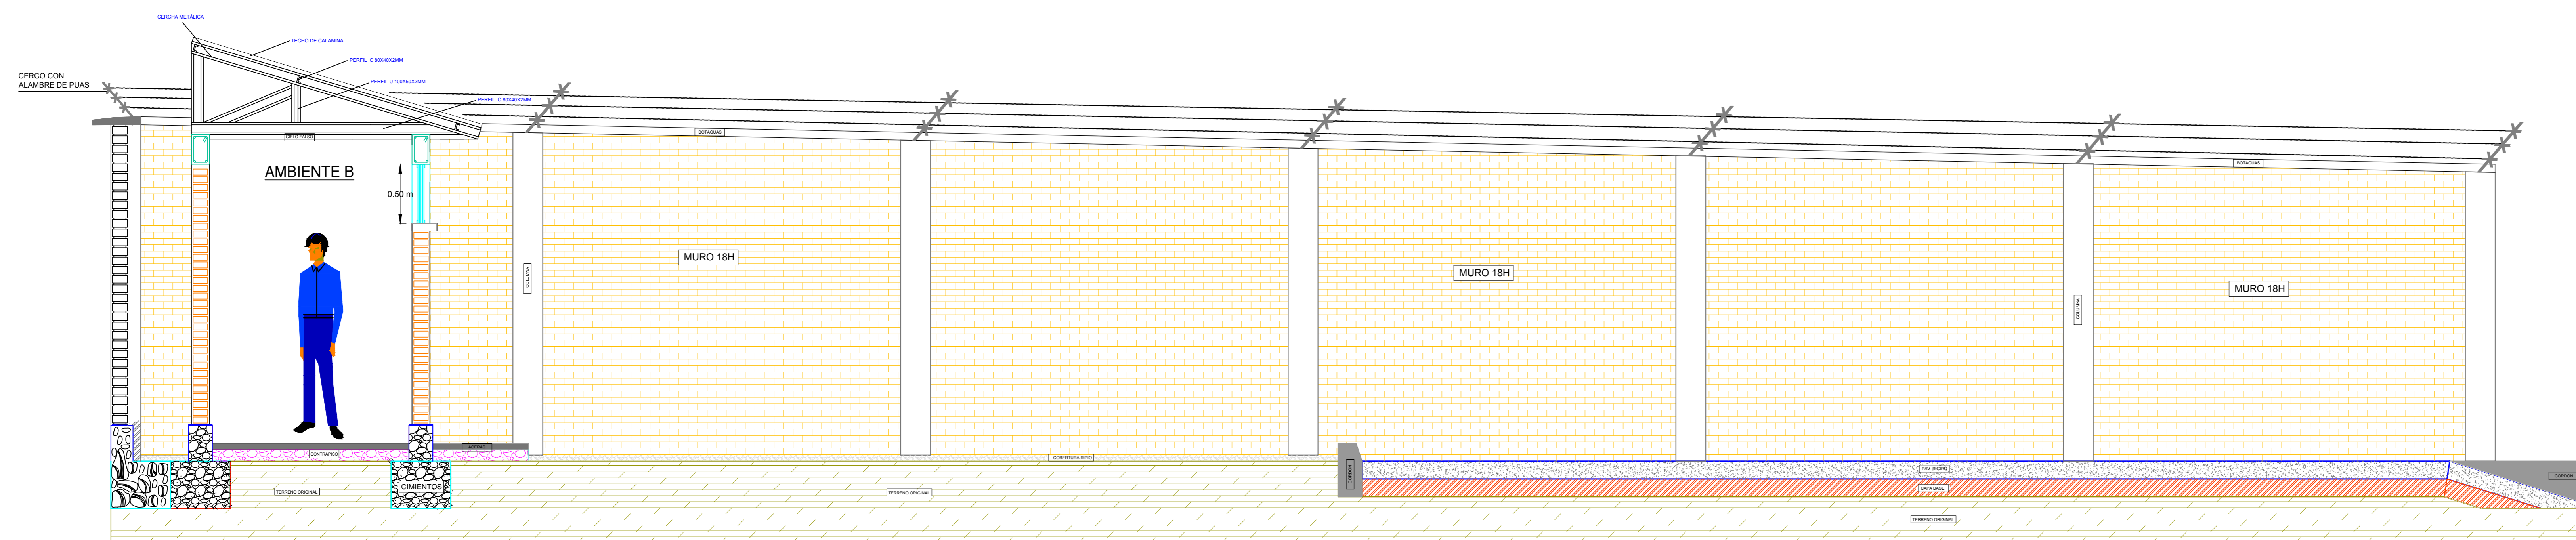 CERCHA METÁLICA
TECHO DE CALAMINA
PERFIL C 80X40X2MM
PERFIL U 100X50X2MM
PERFIL C 80X40X2MM
CERCO CON
ALAMBRE DE PUAS
CIELO FALSO
BOTAGUAS
BOTAGUAS
AMBIENTE B
0.50 m
MURO 18H
MURO 18H
MURO 18H
COLUMNA
COLUMNA
ACERAS
CONTRAPISO
COBERTURA RIPIO
CORDON
CORDON
CAPA BASE
CIMIENTOS
TERRENO ORIGINAL
TERRENO ORIGINAL
TERRENO ORIGINAL